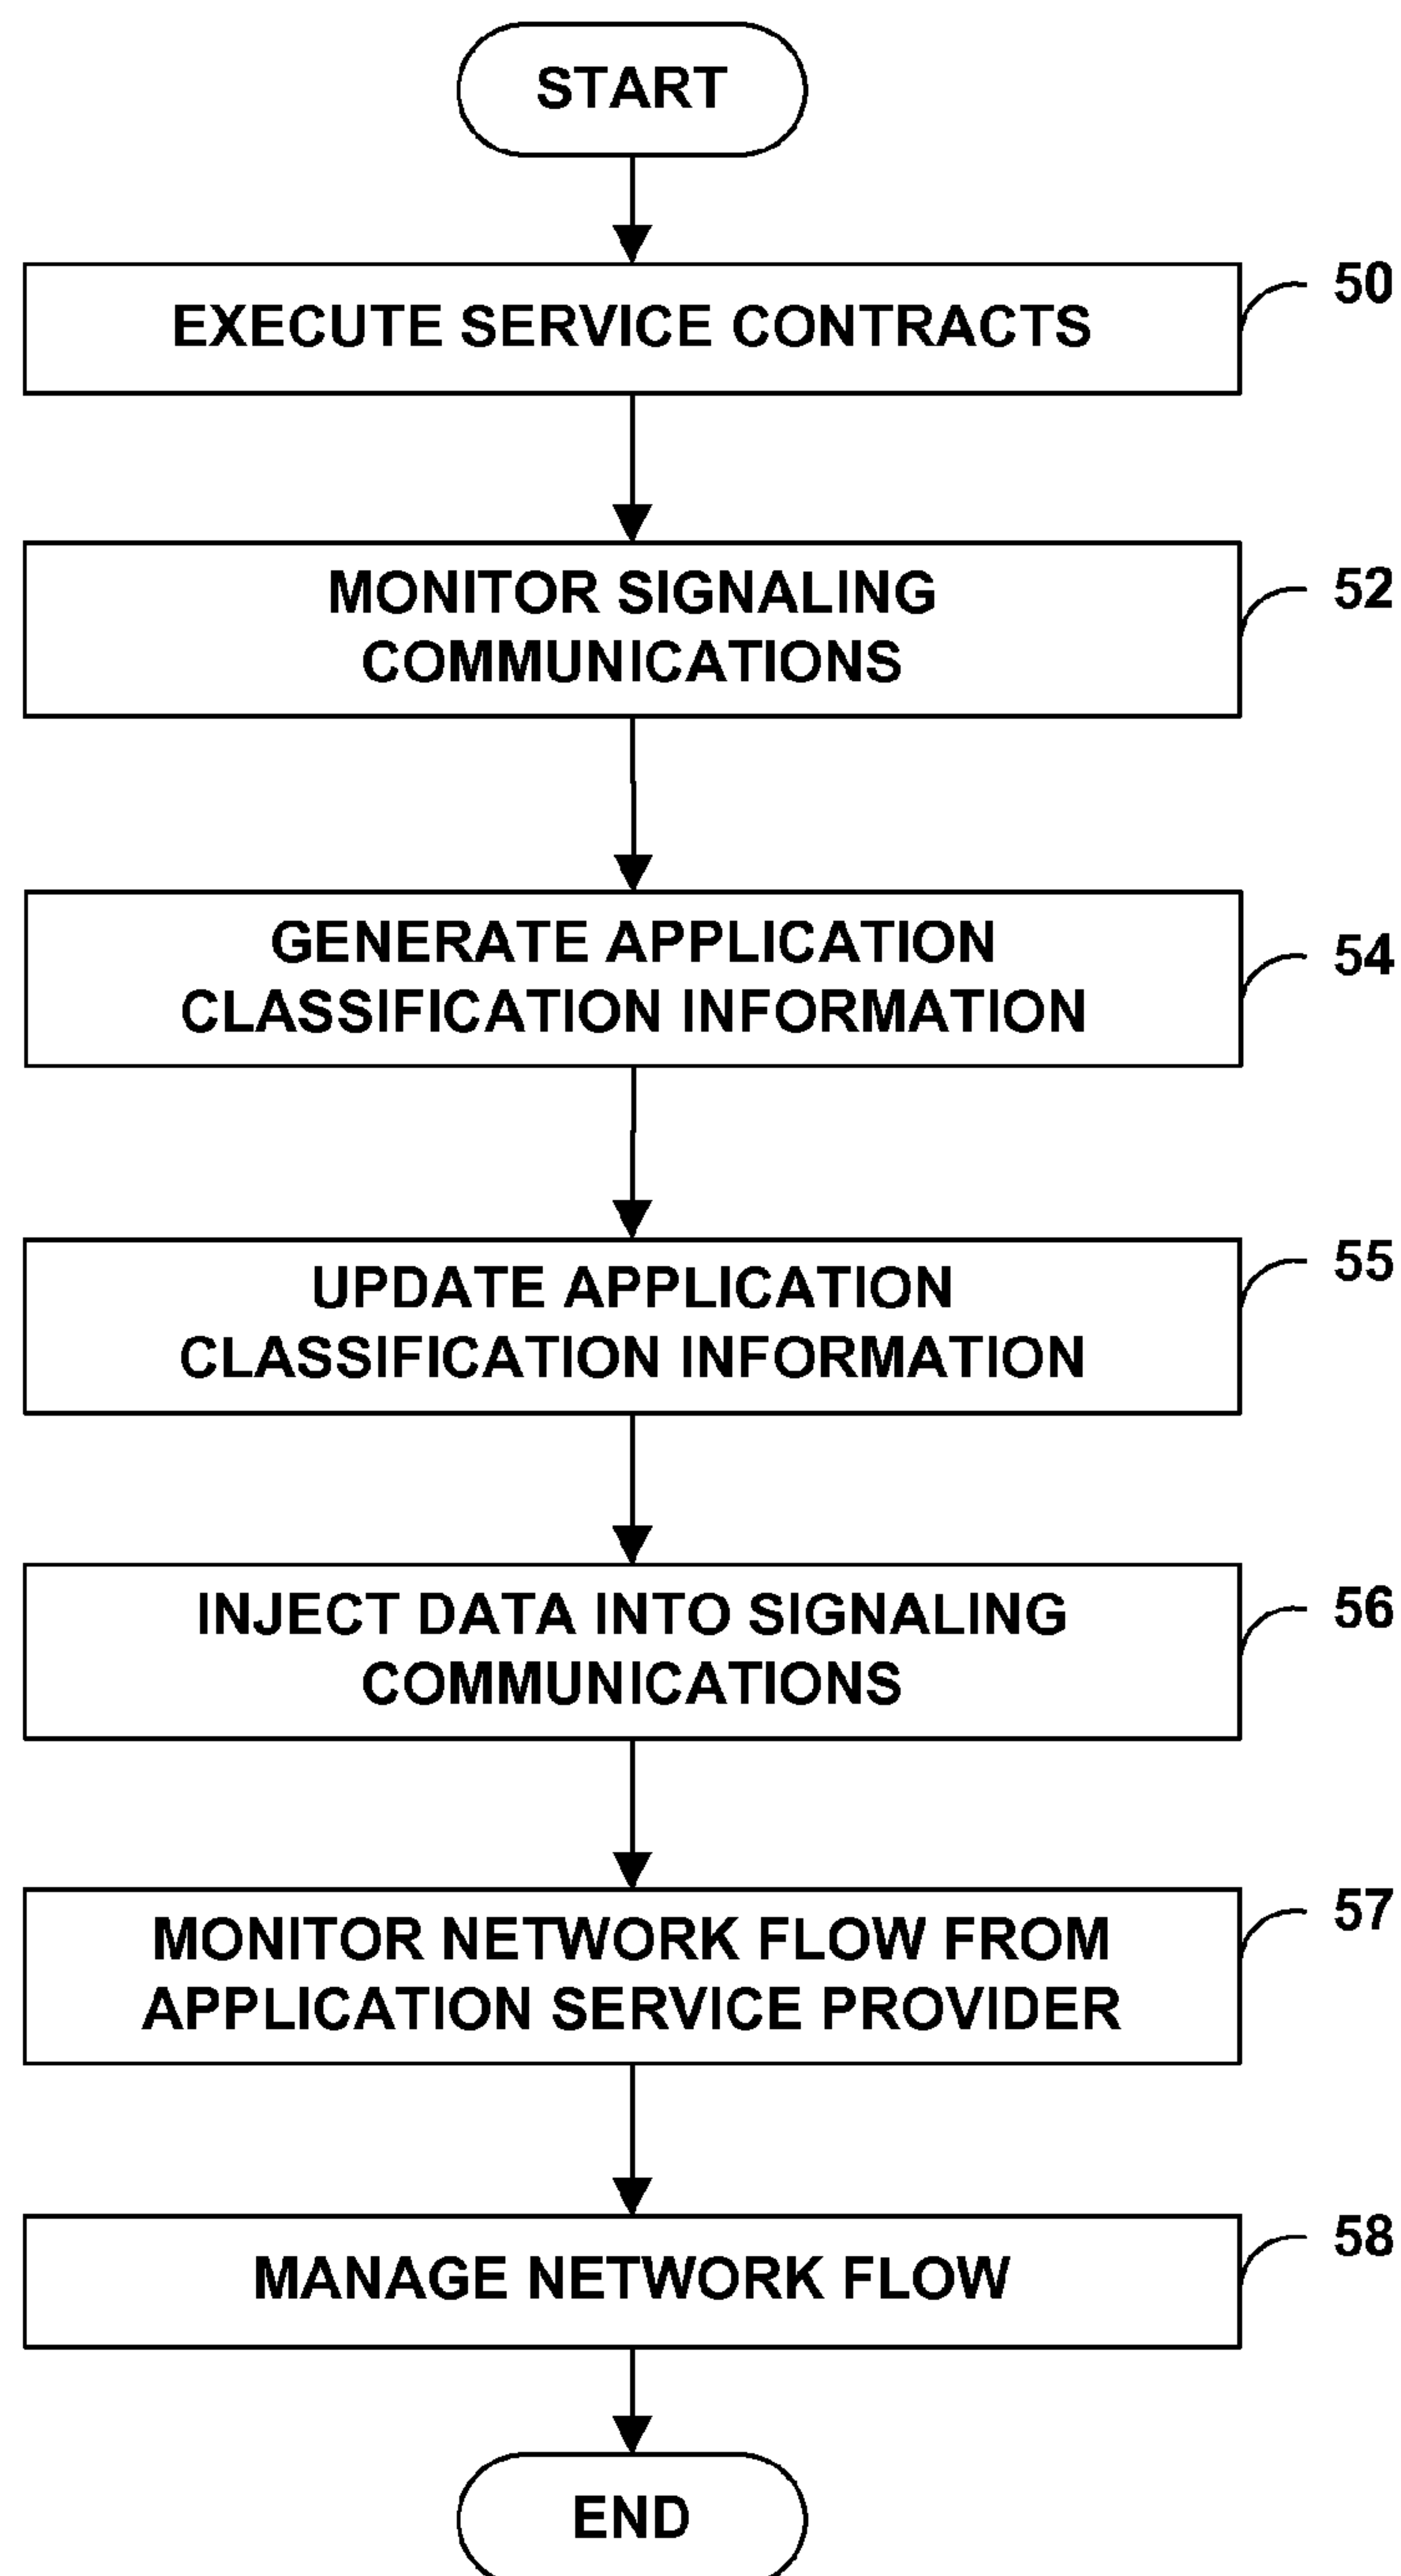 START
EXECUTE SERVICE CONTRACTS
50
MONITOR SIGNALING
COMMUNICATIONS
52
GENERATE APPLICATION
CLASSIFICATION INFORMATION
54
UPDATE APPLICATION
CLASSIFICATION INFORMATION
55
INJECT DATA INTO SIGNALING
COMMUNICATIONS
56
MONITOR NETWORK FLOW FROM
APPLICATION SERVICE PROVIDER
57
MANAGE NETWORK FLOW
58
END